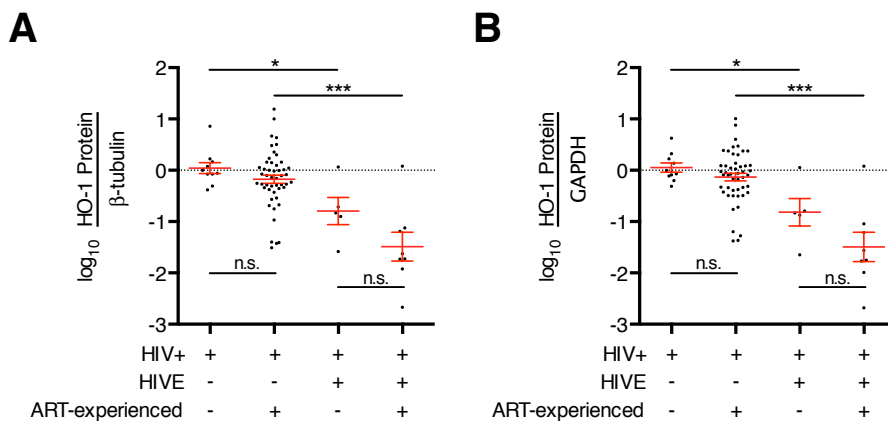 A
B
*
*
***
***
2
1
0
-1
-2
-3
2
1
0
-1
-2
-3
log10 HO-1 Protein
β-tubulin
log10 HO-1 Protein
GAPDH
n.s.
n.s.
n.s.
n.s.
HIV+ + + + +
HIVE - - + +
ART-experienced - + - +
HIV+ + + + +
HIVE - - + +
ART-experienced - + - +